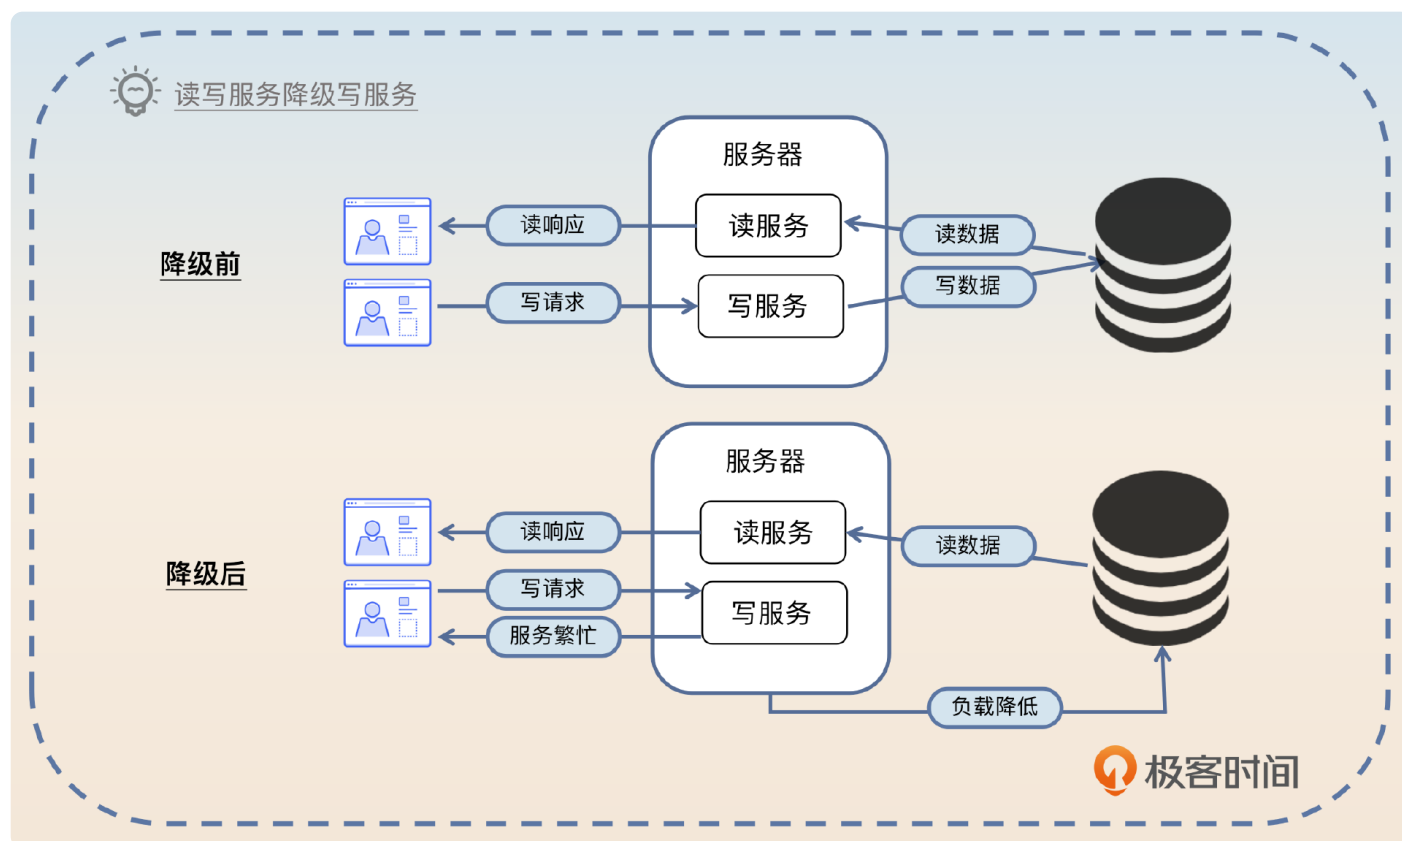 读写服务降级写服务
服务器
读响应
读服务
读数据
降级前
写请求
写服务
写数据
服务器
读响应
读服务
读数据
降级后
写请求
写服务
服务繁忙
负载降低
极客时间